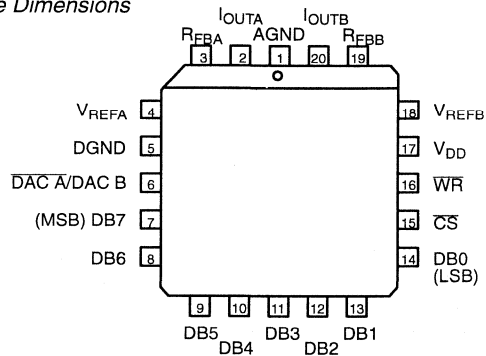 e Dimensions
IOUTA IOUTB
RFBA AGND RFBB
3 2 1 20 19
VREFA 4 18 VREFB
DGND 5 17 VDD
DAC A/DAC B 6 16 WR
(MSB) DB7 7 15 CS
DB6 8 14 DB0
(LSB)
9 10 11 12 13
DB5 DB3 DB1
DB4 DB2